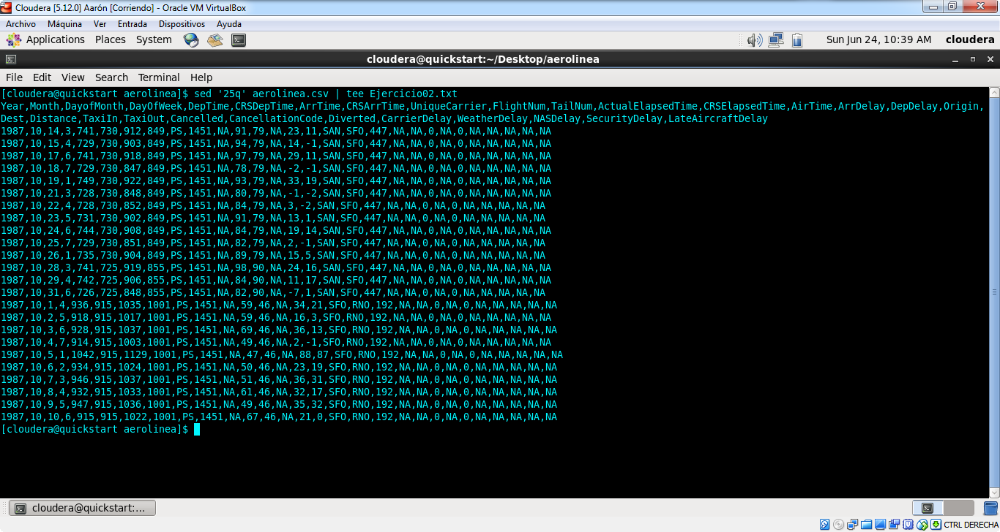 Cloudera [5.12.0] Aarón [Corriendo] - Oracle VM VirtualBox
Archivo Máquina Ver Entrada Dispositivos Ayuda
Applications Places System Sun Jun 24, 10:39 AM cloudera
cloudera@quickstart:~/Desktop/aerolinea
File Edit View Search Terminal Help
[cloudera@quickstart aerolinea]$ sed '25q' aerolinea.csv | tee Ejercicio02.txt
Year,Month,DayofMonth,DayOfWeek,DepTime,CRSDepTime,ArrTime,CRSArrTime,UniqueCarrier,FlightNum,TailNum,ActualElapsedTime,CRSElapsedTime,AirTime,ArrDelay,DepDelay,Origin,
Dest,Distance,TaxiIn,TaxiOut,Cancelled,CancellationCode,Diverted,CarrierDelay,WeatherDelay,NASDelay,SecurityDelay,LateAircraftDelay
1987,10,14,3,741,730,912,849,PS,1451,NA,91,79,NA,23,11,SAN,SFO,447,NA,NA,0,NA,0,NA,NA,NA,NA,NA
1987,10,15,4,729,730,903,849,PS,1451,NA,94,79,NA,14,-1,SAN,SFO,447,NA,NA,0,NA,0,NA,NA,NA,NA,NA
1987,10,17,6,741,730,918,849,PS,1451,NA,97,79,NA,29,11,SAN,SFO,447,NA,NA,0,NA,0,NA,NA,NA,NA,NA
1987,10,18,7,729,730,847,849,PS,1451,NA,78,79,NA,-2,-1,SAN,SFO,447,NA,NA,0,NA,0,NA,NA,NA,NA,NA
1987,10,19,1,749,730,922,849,PS,1451,NA,93,79,NA,33,19,SAN,SFO,447,NA,NA,0,NA,0,NA,NA,NA,NA,NA
1987,10,21,3,728,730,848,849,PS,1451,NA,80,79,NA,-1,-2,SAN,SFO,447,NA,NA,0,NA,0,NA,NA,NA,NA,NA
1987,10,22,4,728,730,852,849,PS,1451,NA,84,79,NA,3,-2,SAN,SFO,447,NA,NA,0,NA,0,NA,NA,NA,NA,NA
1987,10,23,5,731,730,902,849,PS,1451,NA,91,79,NA,13,1,SAN,SFO,447,NA,NA,0,NA,0,NA,NA,NA,NA,NA
1987,10,24,6,744,730,908,849,PS,1451,NA,84,79,NA,19,14,SAN,SFO,447,NA,NA,0,NA,0,NA,NA,NA,NA,NA
1987,10,25,7,729,730,851,849,PS,1451,NA,82,79,NA,2,-1,SAN,SFO,447,NA,NA,0,NA,0,NA,NA,NA,NA,NA
1987,10,26,1,735,730,904,849,PS,1451,NA,89,79,NA,15,5,SAN,SFO,447,NA,NA,0,NA,0,NA,NA,NA,NA,NA
1987,10,28,3,741,725,919,855,PS,1451,NA,98,90,NA,24,16,SAN,SFO,447,NA,NA,0,NA,0,NA,NA,NA,NA,NA
1987,10,29,4,742,725,906,855,PS,1451,NA,84,90,NA,11,17,SAN,SFO,447,NA,NA,0,NA,0,NA,NA,NA,NA,NA
1987,10,31,6,726,725,848,855,PS,1451,NA,82,90,NA,-7,1,SAN,SFO,447,NA,NA,0,NA,0,NA,NA,NA,NA,NA
1987,10,1,4,936,915,1035,1001,PS,1451,NA,59,46,NA,34,21,SFO,RNO,192,NA,NA,0,NA,0,NA,NA,NA,NA,NA
1987,10,2,5,918,915,1017,1001,PS,1451,NA,59,46,NA,16,3,SFO,RNO,192,NA,NA,0,NA,0,NA,NA,NA,NA,NA
1987,10,3,6,928,915,1037,1001,PS,1451,NA,69,46,NA,36,13,SFO,RNO,192,NA,NA,0,NA,0,NA,NA,NA,NA,NA
1987,10,4,7,914,915,1003,1001,PS,1451,NA,49,46,NA,2,-1,SFO,RNO,192,NA,NA,0,NA,0,NA,NA,NA,NA,NA
1987,10,5,1,1042,915,1129,1001,PS,1451,NA,47,46,NA,88,87,SFO,RNO,192,NA,NA,0,NA,0,NA,NA,NA,NA,NA
1987,10,6,2,934,915,1024,1001,PS,1451,NA,50,46,NA,23,19,SFO,RNO,192,NA,NA,0,NA,0,NA,NA,NA,NA,NA
1987,10,7,3,946,915,1037,1001,PS,1451,NA,51,46,NA,36,31,SFO,RNO,192,NA,NA,0,NA,0,NA,NA,NA,NA,NA
1987,10,8,4,932,915,1033,1001,PS,1451,NA,61,46,NA,32,17,SFO,RNO,192,NA,NA,0,NA,0,NA,NA,NA,NA,NA
1987,10,9,5,947,915,1036,1001,PS,1451,NA,49,46,NA,35,32,SFO,RNO,192,NA,NA,0,NA,0,NA,NA,NA,NA,NA
1987,10,10,6,915,915,1022,1001,PS,1451,NA,67,46,NA,21,0,SFO,RNO,192,NA,NA,0,NA,0,NA,NA,NA,NA,NA
[cloudera@quickstart aerolinea]$
cloudera@quickstart:...
CTRL DERECHA